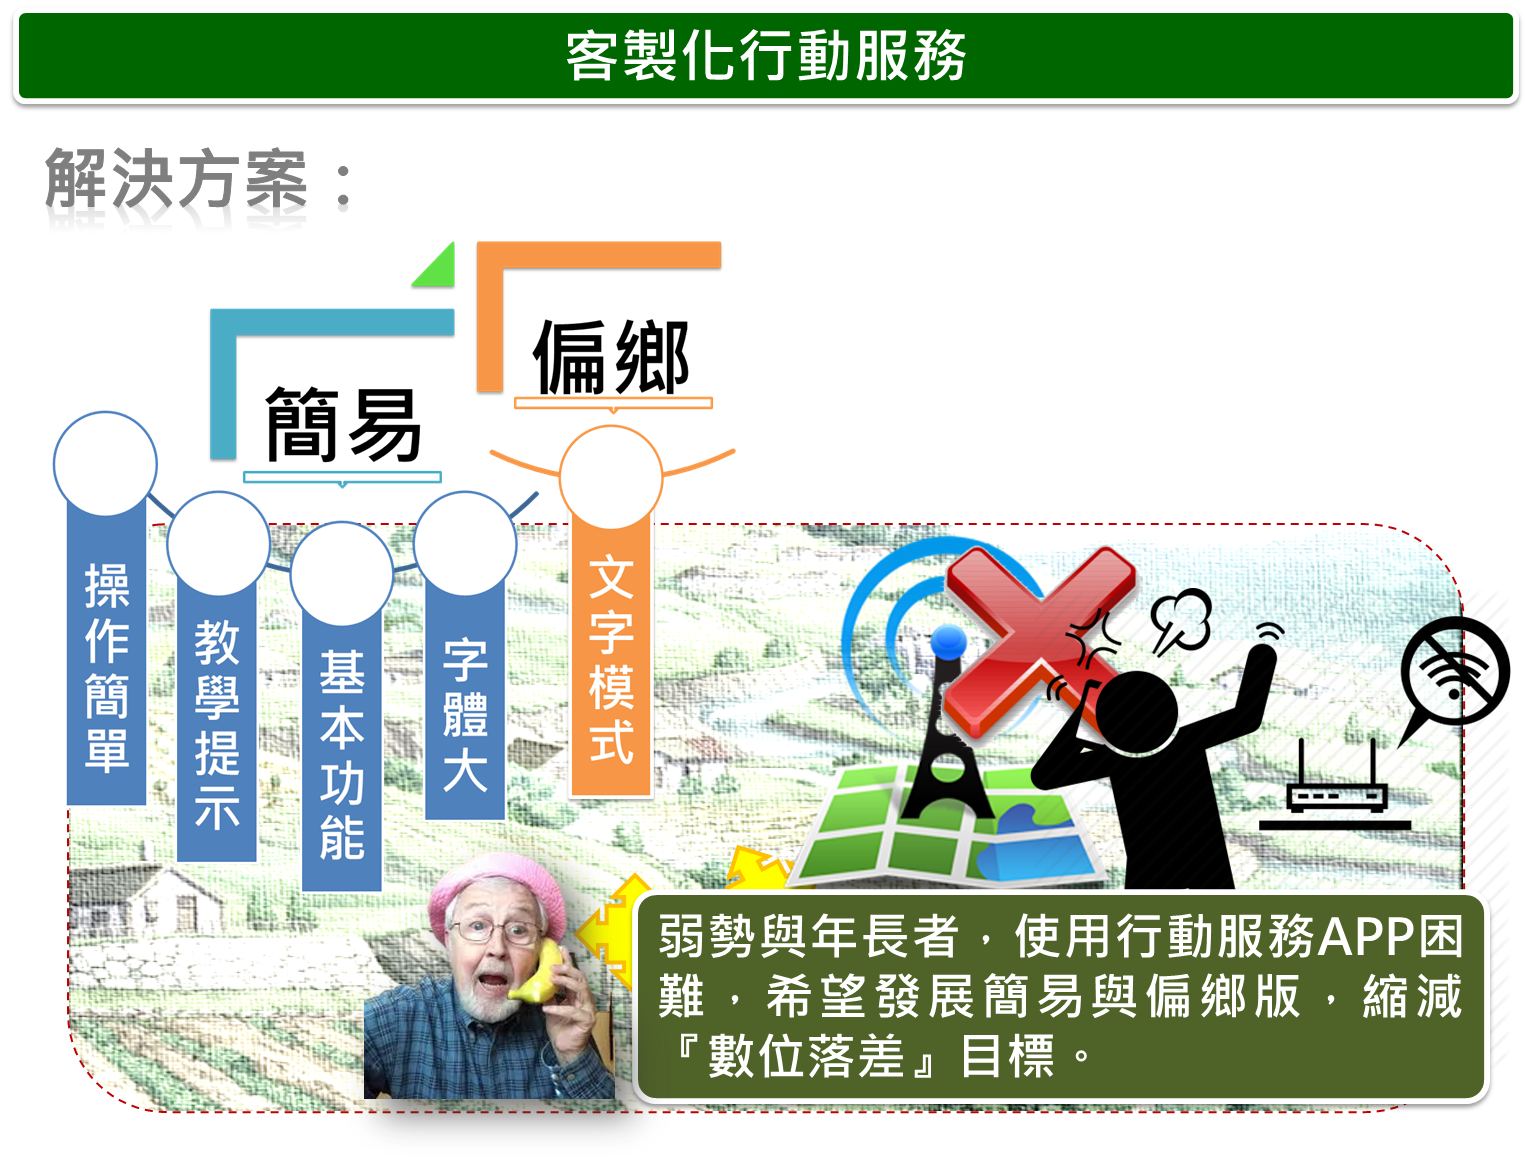 客製化行動服務
解決方案：
偏鄉
簡易
操作簡單
教學提示
基本功能
字體大
文字模式
弱勢與年長者，使用行動服務APP困
難，希望發展簡易與偏鄉版，縮減
『數位落差』目標。